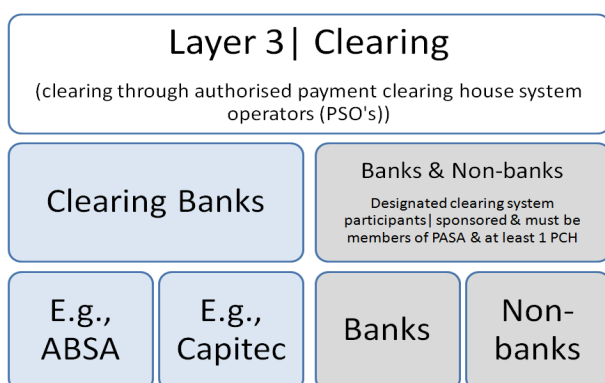 Layer 3| Clearing
(clearing through authorised payment clearing house system
operators (PSO's))
Clearing Banks
Banks & Non-banks
Designated clearing system
participants| sponsored & must be
members of PASA & at least 1 PCH
E.g.,
ABSA
E.g.,
Capitec
Banks
Non-
banks